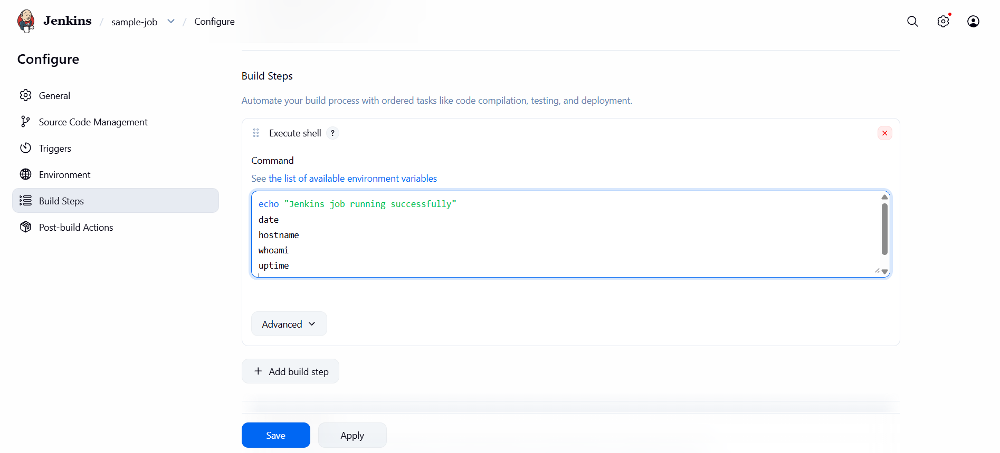 Jenkins / sample-job / Configure
Configure
General
Source Code Management
Triggers
Environment
Build Steps
Post-build Actions
Build Steps
Automate your build process with ordered tasks like code compilation, testing, and deployment.
Execute shell ?
Command
See the list of available environment variables
echo "Jenkins job running successfully"
date
hostname
whoami
uptime
Advanced
+ Add build step
Save Apply